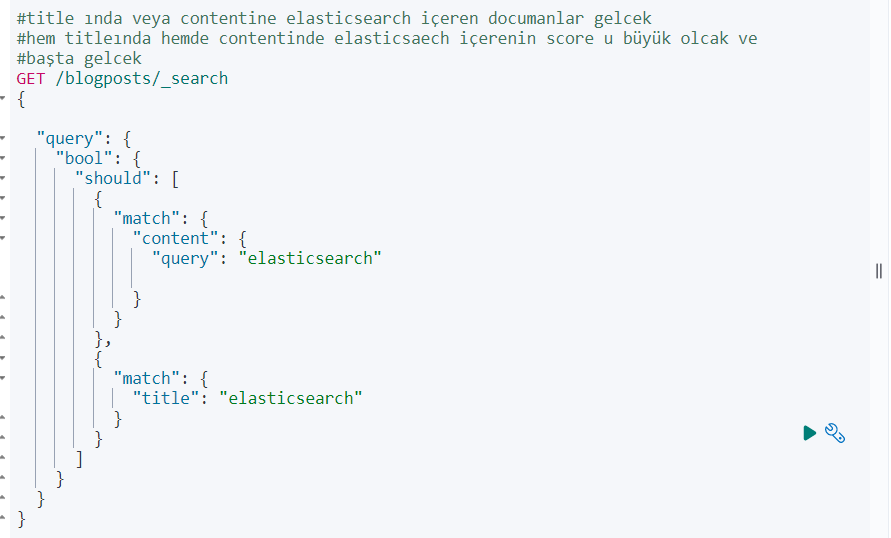 #title ında veya contentine elasticsearch içeren documanlar gelcek
#hem titleında hemde contentinde elasticsaech içerenin score u büyük olcak ve
#başta gelcek
GET /blogposts/_search
{
  "query": {
    "bool": {
      "should": [
        {
          "match": {
            "content": {
              "query": "elasticsearch"
            }
          }
        },
        {
          "match": {
            "title": "elasticsearch"
          }
        }
      ]
    }
  }
}